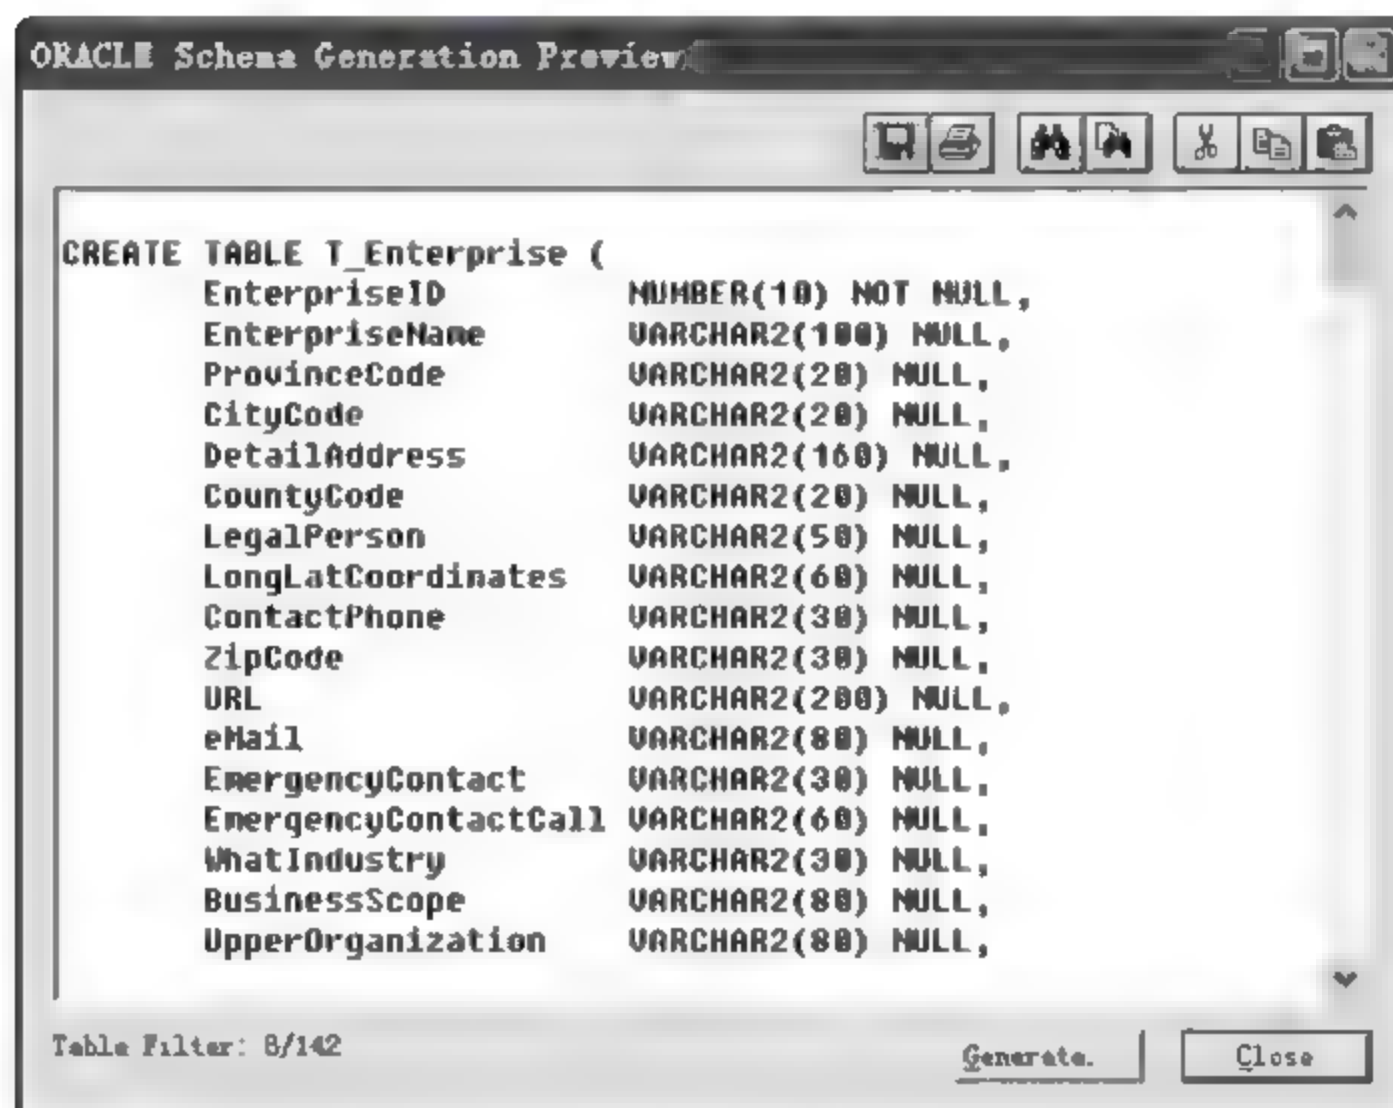 ORACLE Schema Generation Preview
CREATE TABLE T_Enterprise (
EnterpriseID NUMBER(10) NOT NULL,
EnterpriseName VARCHAR2(100) NULL,
ProvinceCode VARCHAR2(20) NULL,
CityCode VARCHAR2(20) NULL,
DetailAddress VARCHAR2(160) NULL,
CountyCode VARCHAR2(20) NULL,
LegalPerson VARCHAR2(50) NULL,
LongLatCoordinates VARCHAR2(60) NULL,
ContactPhone VARCHAR2(30) NULL,
ZipCode VARCHAR2(30) NULL,
URL VARCHAR2(200) NULL,
eMail VARCHAR2(80) NULL,
EmergencyContact VARCHAR2(30) NULL,
EmergencyContactCall VARCHAR2(60) NULL,
WhatIndustry VARCHAR2(30) NULL,
BusinessScope VARCHAR2(80) NULL,
UpperOrganization VARCHAR2(80) NULL,
Table Filter: 8/142
Generate. Close